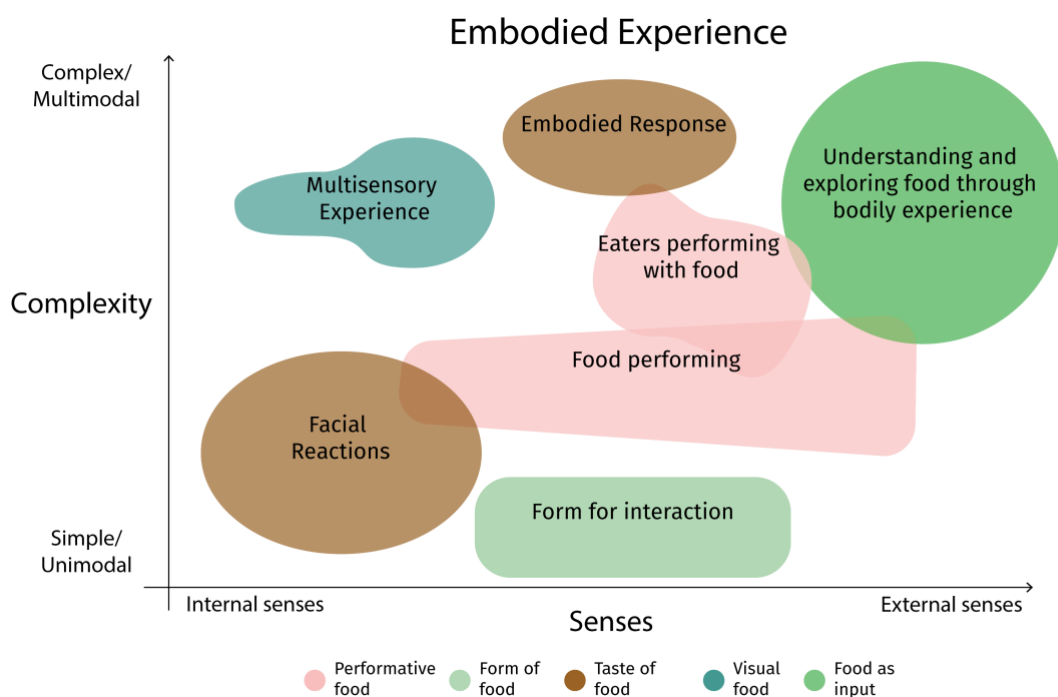 Embodied Experience
Complex/
Multimodal
Embodied Response
Understanding and
exploring food through
bodily experience
Multisensory
Experience
Eaters performing
with food
Complexity
Food performing
Facial
Reactions
Form for interaction
Simple/
Unimodal
Internal senses
External senses
Senses
Performative
food
Form of
food
Taste of
food
Visual
food
Food as
input